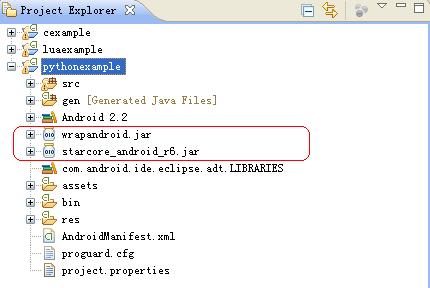 Project Explorer
cexample
luaexample
pythonexample
src
gen [Generated Java Files]
Android 2.2
wrapandroid.jar
starcore_android_r6.jar
com.android.ide.eclipse.adt.LIBRARIES
assets
bin
res
AndroidManifest.xml
proguard.cfg
project.properties